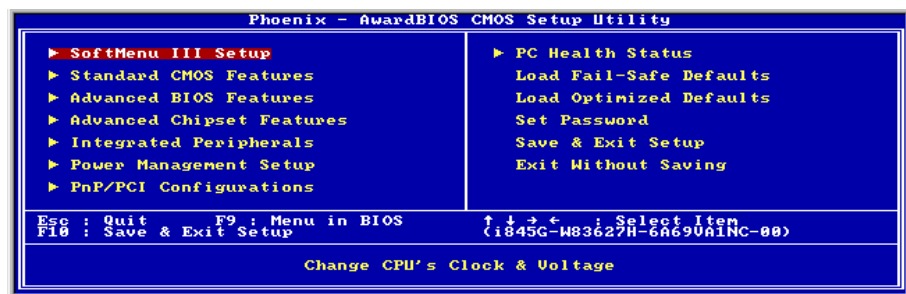 Phoenix - AwardBIOS CMOS Setup Utility
▶ SoftMenu III Setup
▶ Standard CMOS Features
▶ Advanced BIOS Features
▶ Advanced Chipset Features
▶ Integrated Peripherals
▶ Power Management Setup
▶ PnP/PCI Configurations
▶ PC Health Status
Load Fail-Safe Defaults
Load Optimized Defaults
Set Password
Save & Exit Setup
Exit Without Saving
Esc : Quit F9 : Menu in BIOS
F10 : Save & Exit Setup
↑ ↓ → ← : Select Item
(i845G-W83627H-6A69VA1NC-00)
Change CPU's Clock & Voltage